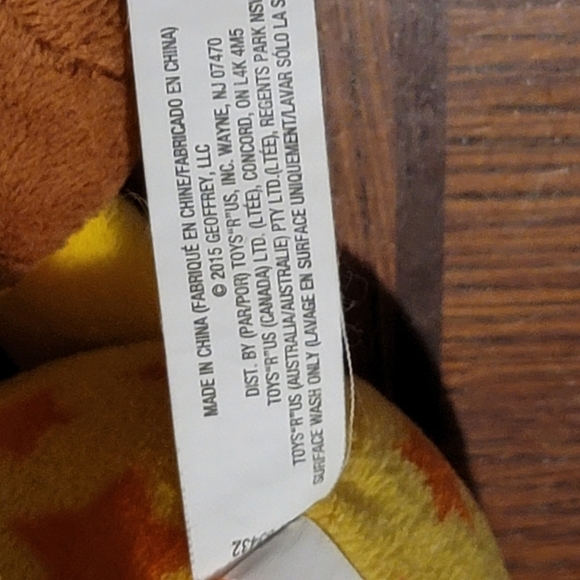 MADE IN CHINA (FABRIQUÉ EN CHINE/FABRICADO EN CHINA)
© 2015 GEOFFREY, LLC
DIST. BY (PAR/POR) TOYS"R"US, INC. WAYNE, NJ 07470
TOYS"R"US (CANADA) LTD. (LTÉE), CONCORD, ON L4K 4M5
TOYS"R"US (AUSTRALIA/AUSTRALIE) PTY LTD.(LTÉE), REGENTS PARK NSW
SURFACE WASH ONLY (LAVAGE EN SURFACE UNIQUEMENT/LAVAR SÓLO LA S
432